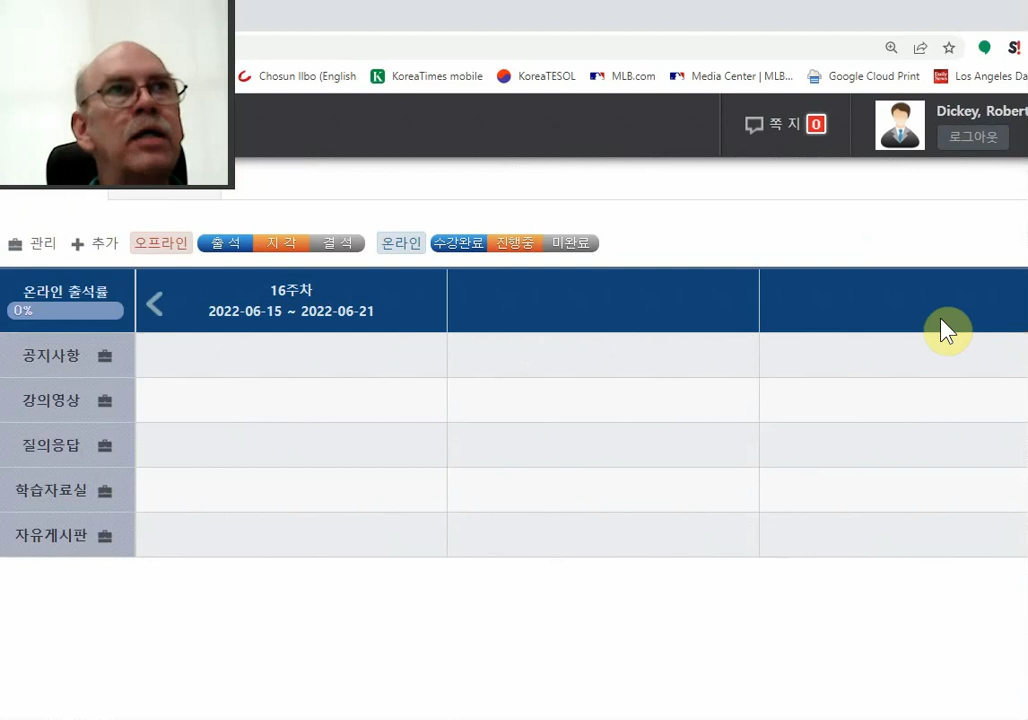 Chosun Ilbo (English
KoreaTimes mobile
KoreaTESOL
MLB.com
Media Center | MLB...
Google Cloud Print
Los Angeles Da
쪽 지 0
Dickey, Robert
로그아웃
관리
추가
오프라인
출 석
지 각
결 석
온라인
수강완료
진행중
미완료
온라인 출석률
0%
16주차
2022-06-15 ~ 2022-06-21
공지사항
강의영상
질의응답
학습자료실
자유게시판